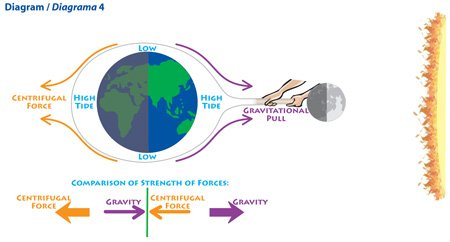 Diagram / Diagrama 4
Low
Centrifugal
Force
High
Tide
High
Tide
Gravitational
Pull
Low
Comparison of Strength of Forces:
Centrifugal
Force
Gravity
Centrifugal
Force
Gravity